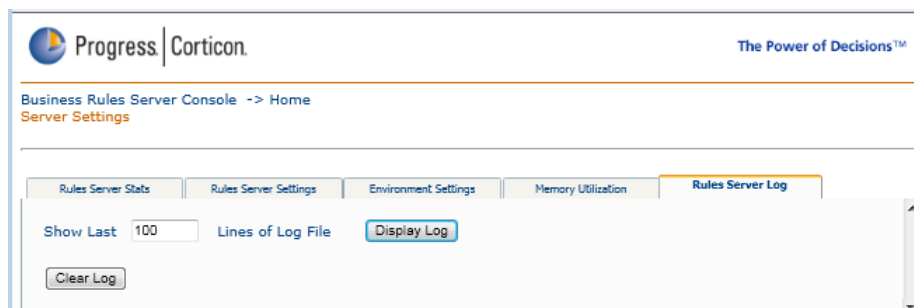 Progress. Corticon.
The Power of Decisions™
Business Rules Server Console -> Home
Server Settings
Rules Server Stats Rules Server Settings Environment Settings Memory Utilization Rules Server Log
Show Last 100 Lines of Log File Display Log
Clear Log